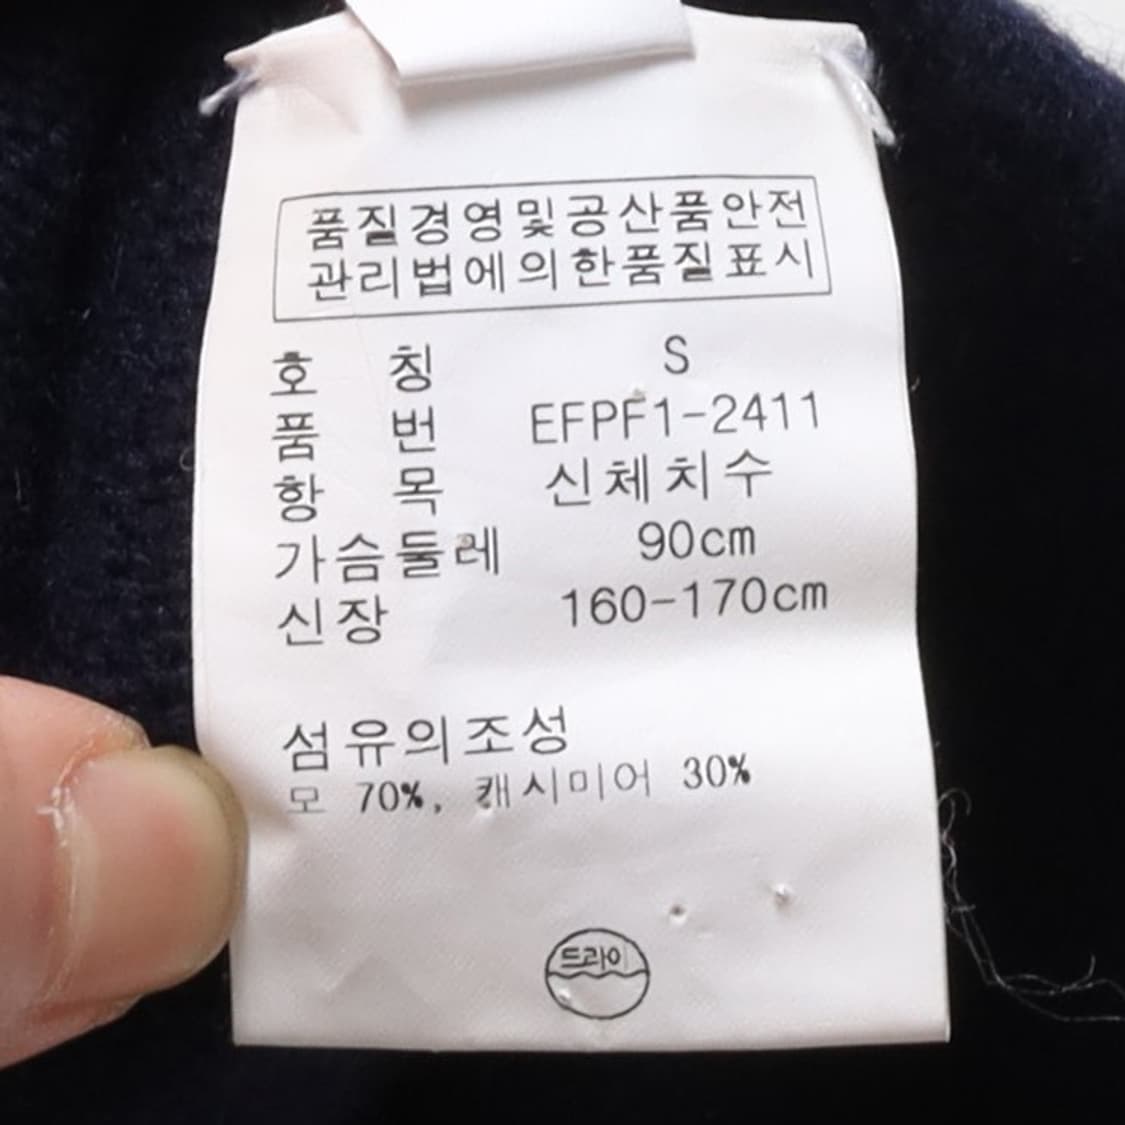 품질경영및공산품안전
관리법에의한품질표시
호 칭 S
품 번 EFPF1-2411
항 목 신체치수
가슴둘레 90cm
신장 160-170cm
섬유의조성
모 70%, 캐시미어 30%
드라이